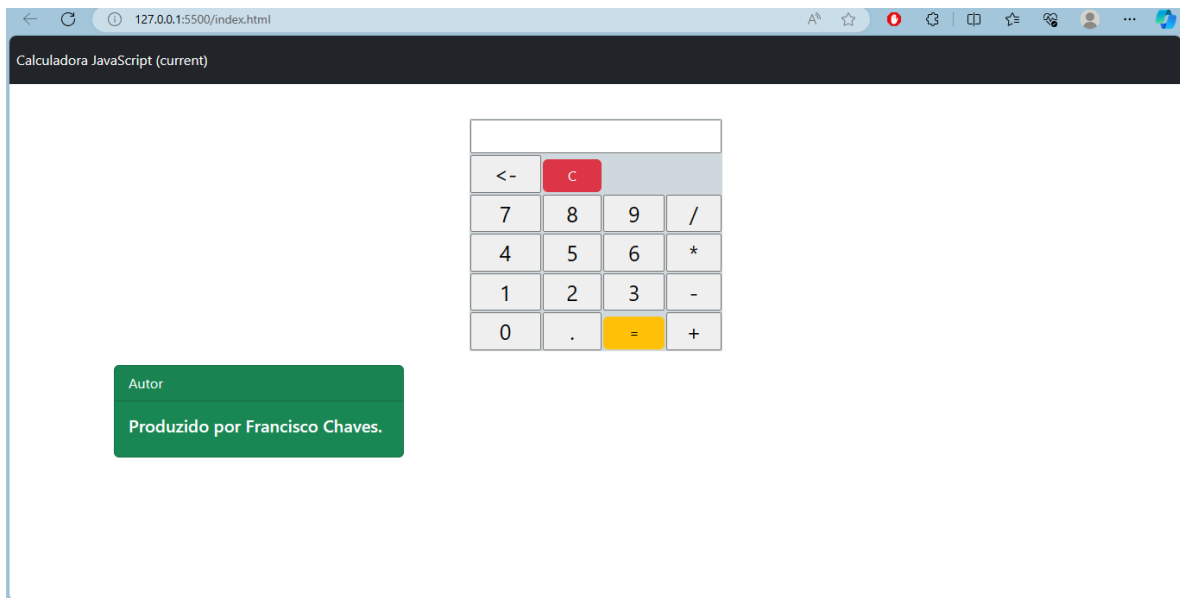 127.0.0.1:5500/index.html
Calculadora JavaScript (current)
<- C
7 8 9 /
4 5 6 *
1 2 3 -
0 . = +
Autor
Produzido por Francisco Chaves.